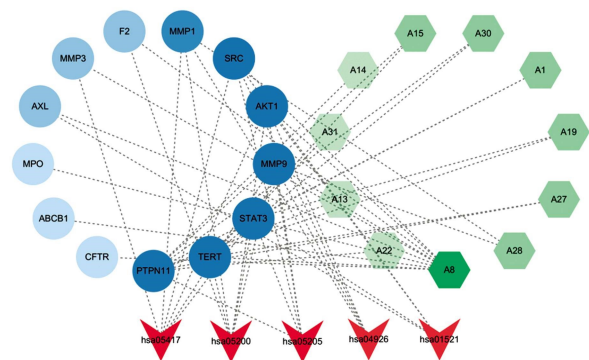 F2
MMP1
A15
A30
MMP3
SRC
A14
A1
AXL
AKT1
A31
A19
MPO
MMP9
A13
A27
ABCB1
STAT3
CFTR
PTPN11
TERT
A22
A8
A28
hsa05417
hsa05200
hsa05205
hsa04926
hsa01521